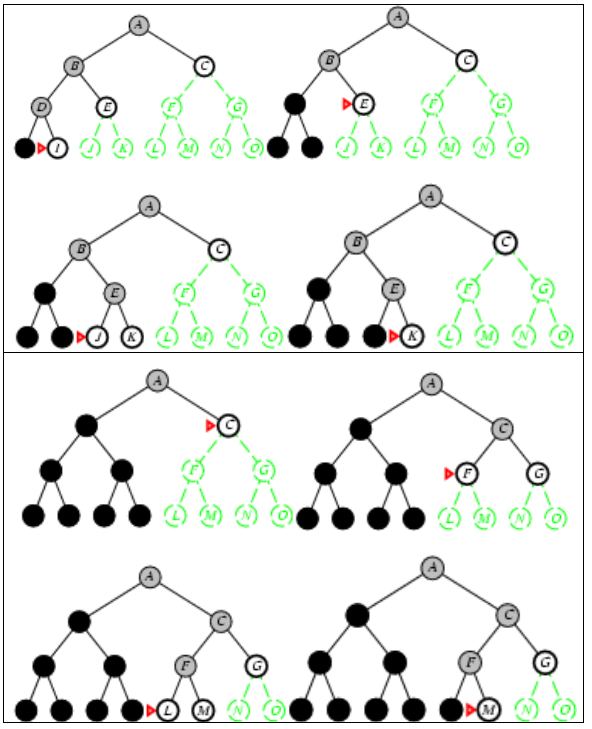 A
B C
D E F G
I J K L M N O
A
B C
E F G
J K L M N O
A
B C
E F G
J K L M N O
A
B C
E F G
K L M N O
A
C
F G
L M N O
A
C
F G
L M N O
A
C
F G
L M N O
A
C
F G
M N O